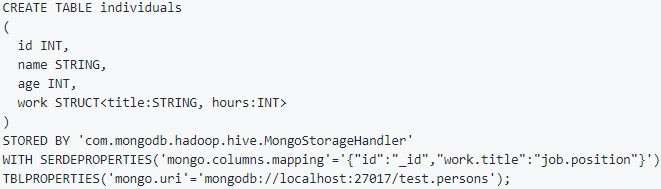 CREATE TABLE individuals
(
  id INT,
  name STRING,
  age INT,
  work STRUCT<title:STRING, hours:INT>
)
STORED BY 'com.mongodb.hadoop.hive.MongoStorageHandler'
WITH SERDEPROPERTIES('mongo.columns.mapping'='{"id":"_id","work.title":"job.position"}')
TBLPROPERTIES('mongo.uri'='mongodb://localhost:27017/test.persons');